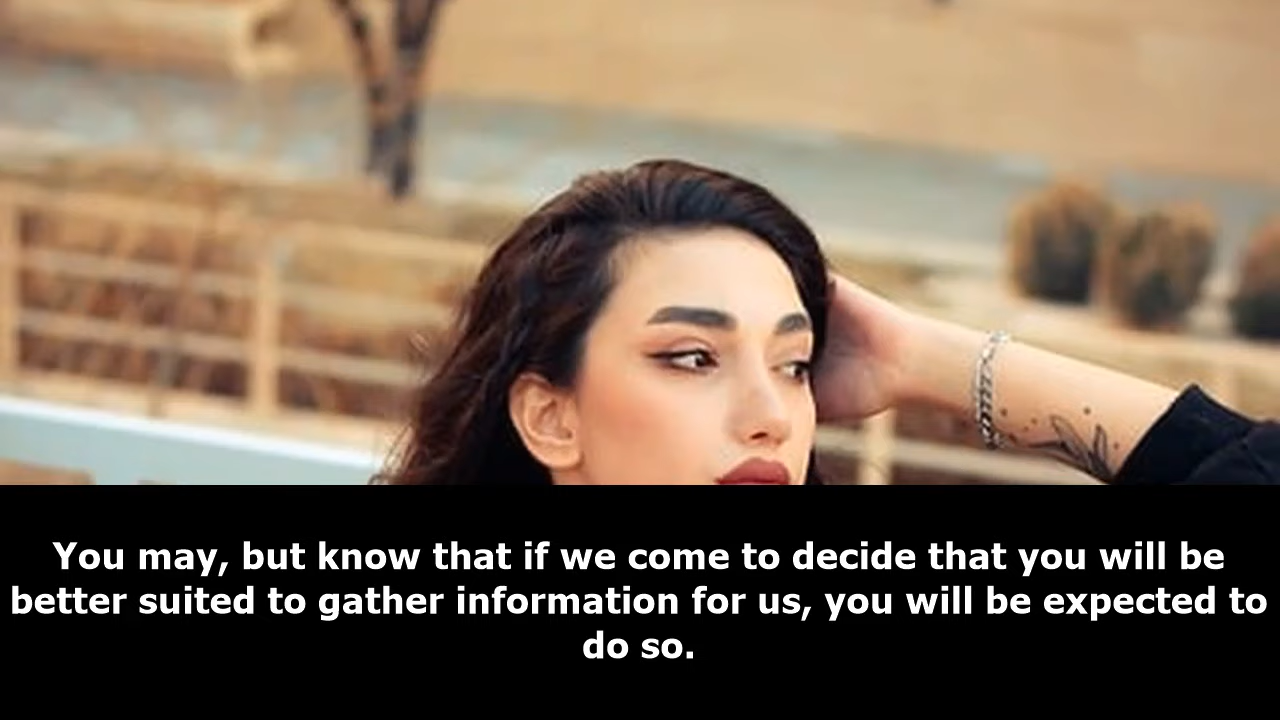 You may, but know that if we come to decide that you will be
better suited to gather information for us, you will be expected to
do so.